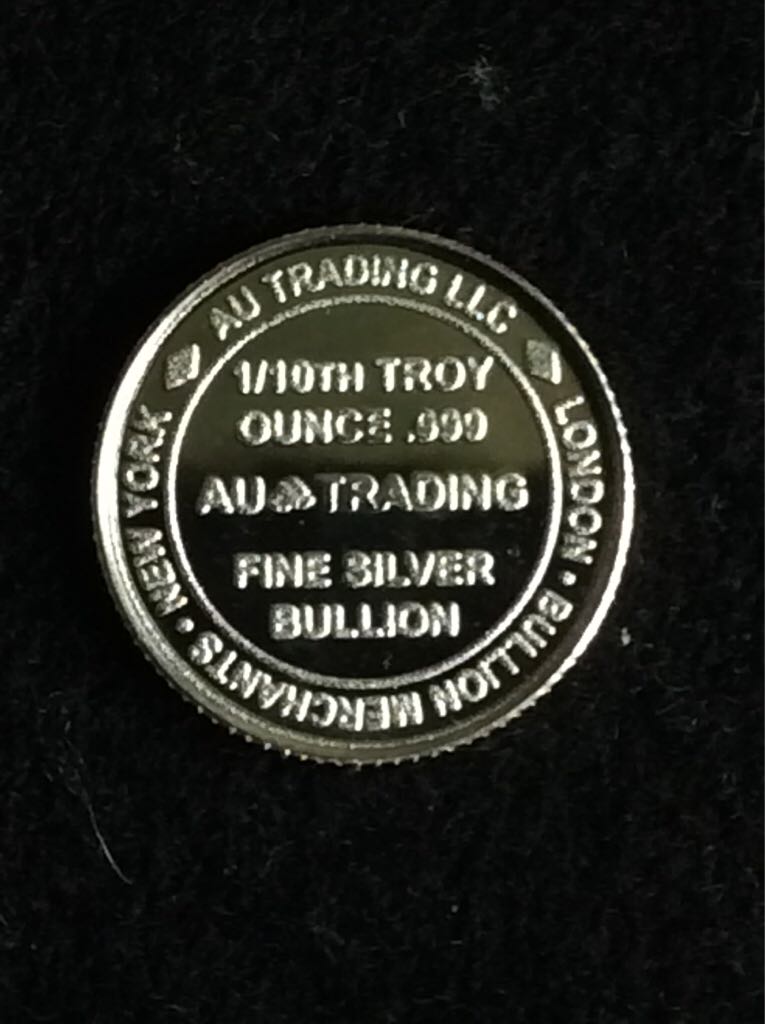 AU TRADING LLC
LONDON • BULLION MERCHANTS • NEW YORK
1/10TH TROY
OUNCE .999
AU TRADING
FINE SILVER
BULLION